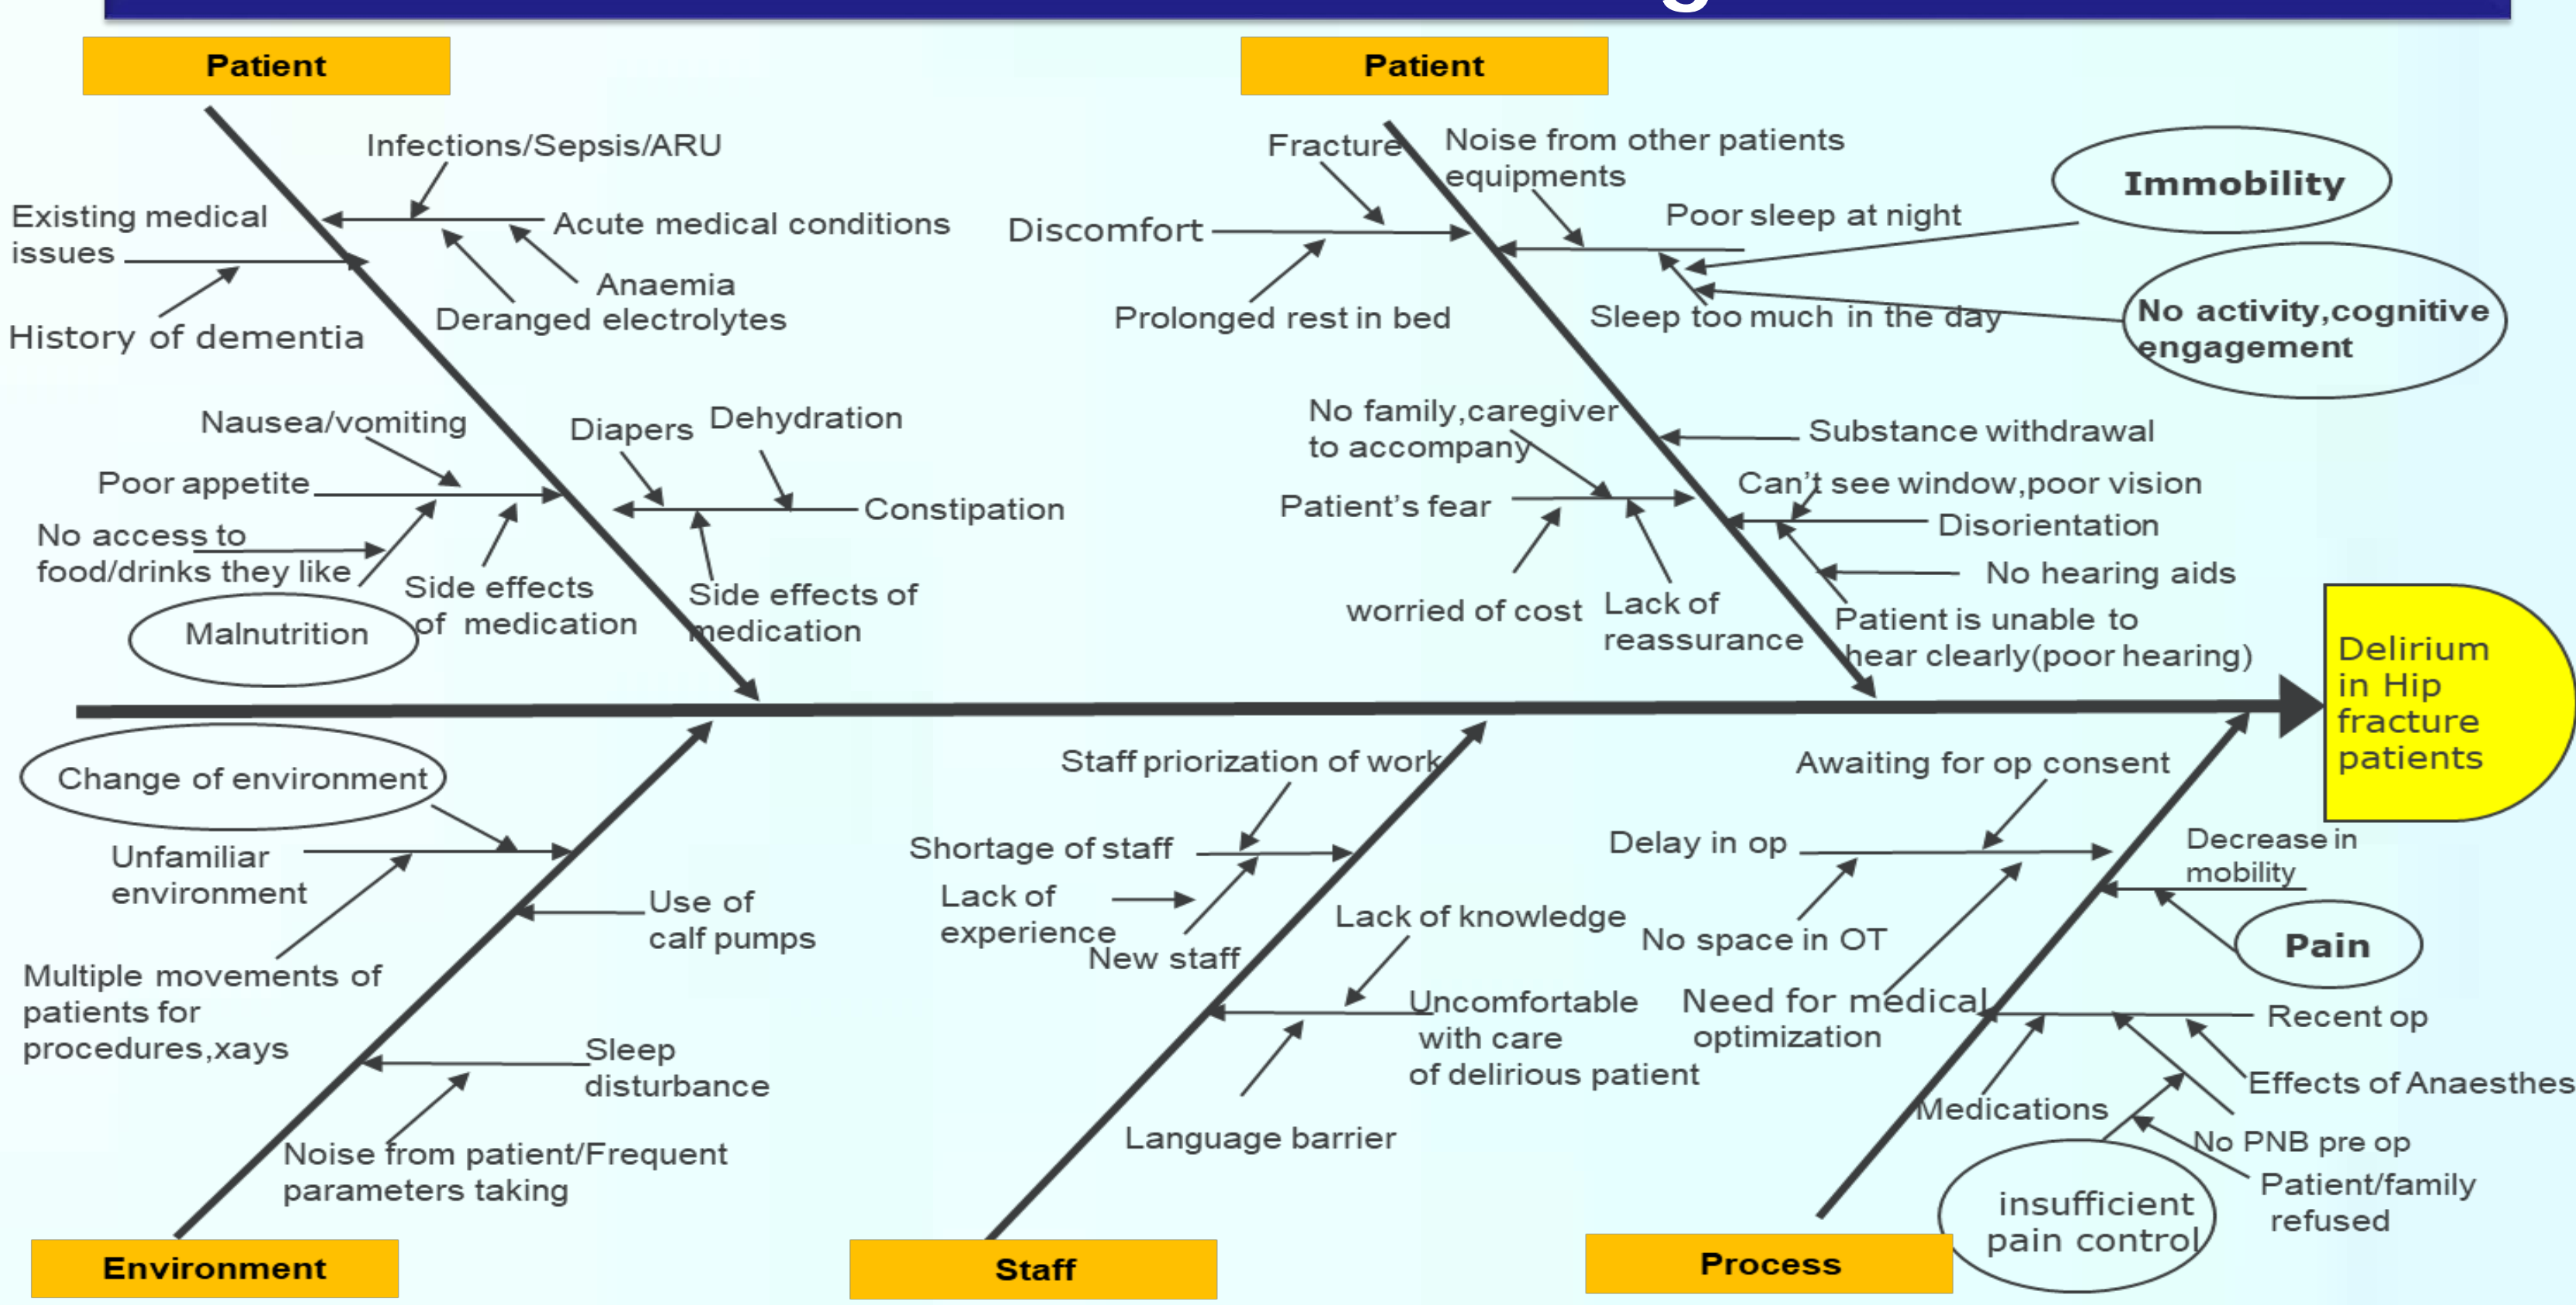 Patient
Patient
Infections/Sepsis/ARU
Existing medical
issues
Acute medical conditions
Anaemia
Deranged electrolytes
History of dementia
Nausea/vomiting
Poor appetite
No access to
food/drinks they like
Malnutrition
Side effects
of medication
Diapers
Dehydration
Constipation
Side effects of
medication
Fracture
Noise from other patients
equipments
Discomfort
Poor sleep at night
Prolonged rest in bed
Sleep too much in the day
Immobility
No activity,cognitive
engagement
No family,caregiver
to accompany
Patient's fear
worried of cost
Lack of
reassurance
Substance withdrawal
Can't see window,poor vision
Disorientation
No hearing aids
Patient is unable to
hear clearly(poor hearing)
Delirium
in Hip
fracture
patients
Change of environment
Unfamiliar
environment
Multiple movements of
patients for
procedures,xays
Use of
calf pumps
Sleep
disturbance
Noise from patient/Frequent
parameters taking
Environment
Staff priorization of work
Shortage of staff
Lack of
experience
New staff
Lack of knowledge
Uncomfortable
with care
of delirious patient
Language barrier
Staff
Awaiting for op consent
Delay in op
No space in OT
Need for medical
optimization
Decrease in
mobility
Pain
Recent op
Effects of Anaesthes
Medications
No PNB pre op
Patient/family
refused
insufficient
pain control
Process